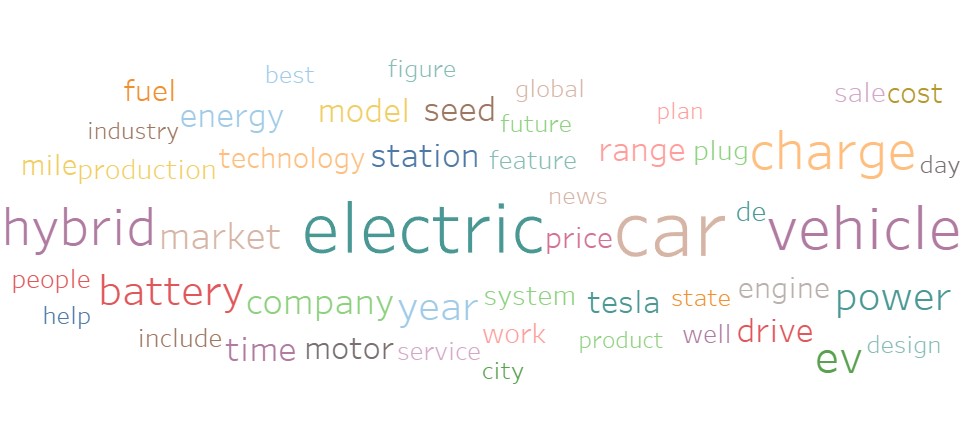 best
figure
fuel
global
sale
cost
energy
model
seed
plan
industry
future
mile
production
technology
station
feature
range
plug
charge
day
news
hybrid
market
electric
price
car
de
vehicle
people
battery
company
year
system
tesla
state
engine
power
help
include
time
motor
service
work
product
well
drive
ev
design
city